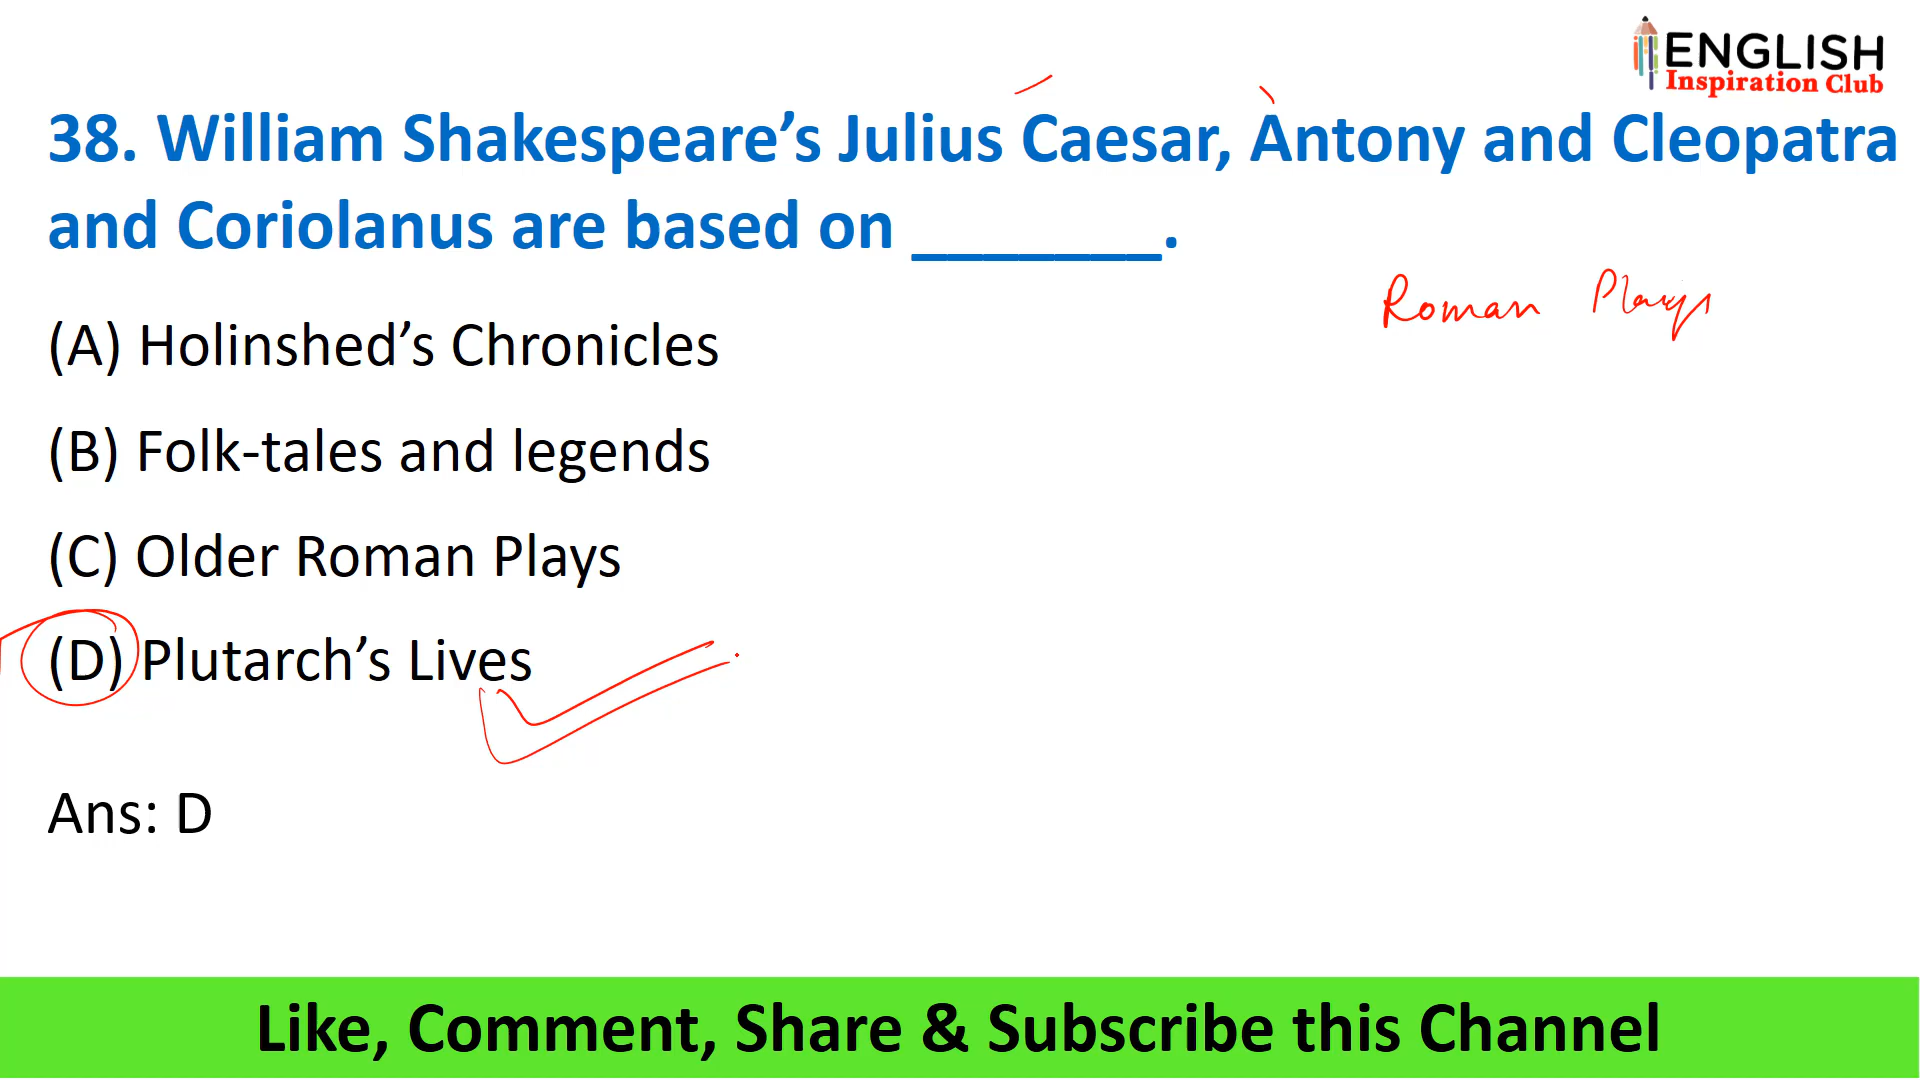 ENGLISH
Inspiration Club
38. William Shakespeare’s Julius Caesar, Antony and Cleopatra
and Coriolanus are based on _______.
Roman Plays
(A) Holinshed’s Chronicles
(B) Folk-tales and legends
(C) Older Roman Plays
(D) Plutarch’s Lives
Ans: D
Like, Comment, Share & Subscribe this Channel